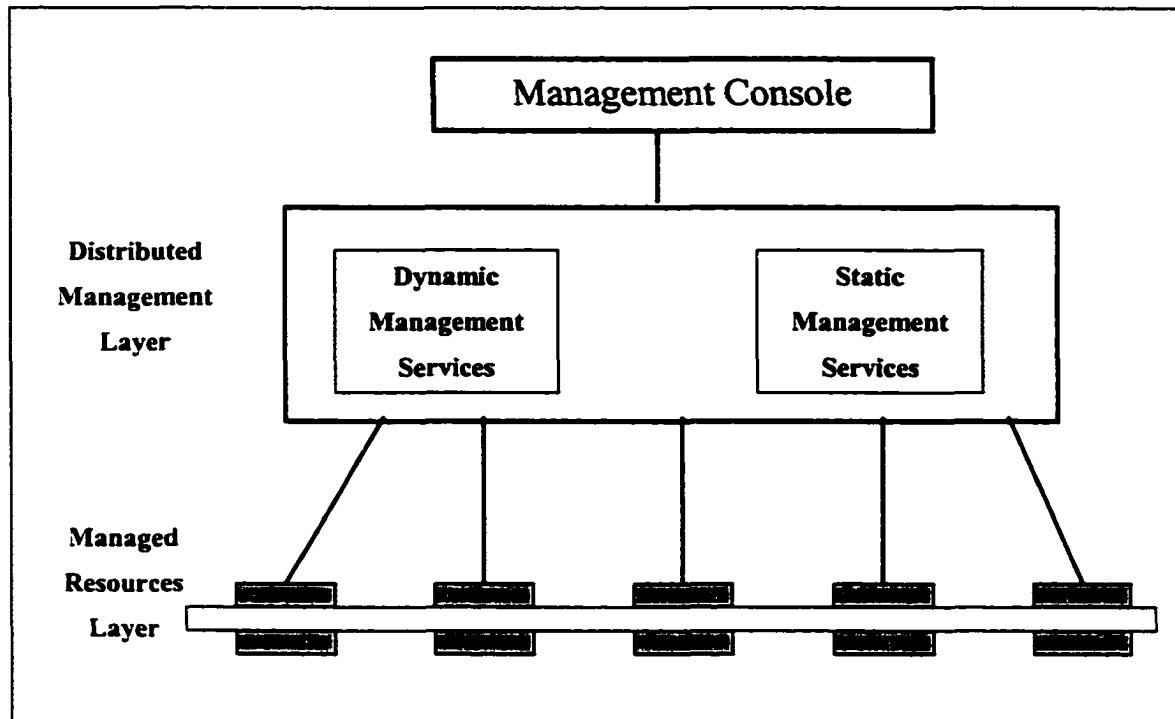 Management Console
Distributed
Management
Layer
Dynamic
Management
Services
Static
Management
Services
Managed
Resources
Layer